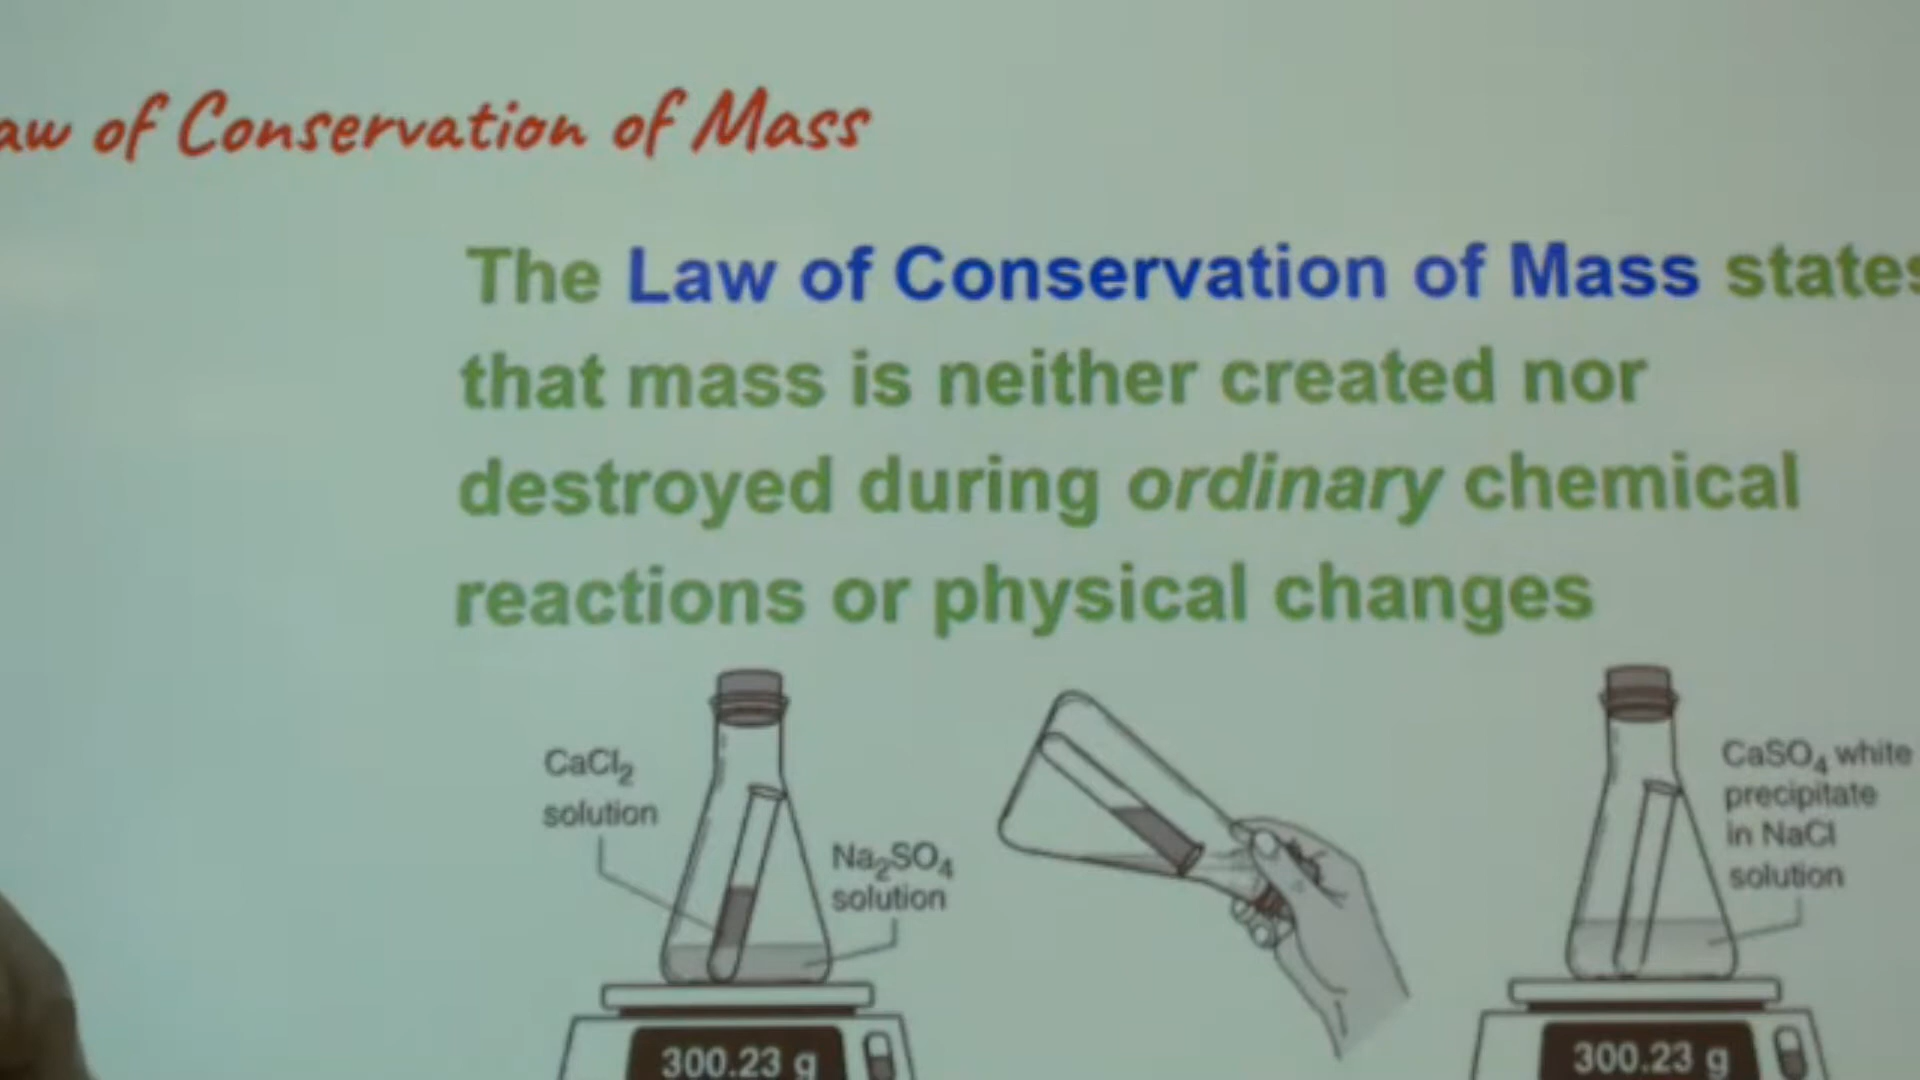 aw of Conservation of Mass
The Law of Conservation of Mass states
that mass is neither created nor
destroyed during ordinary chemical
reactions or physical changes
CaCl₂
solution
Na₂SO₄
solution
CaSO₄ white
precipitate
in NaCl
solution
300.23 g
300.23 g